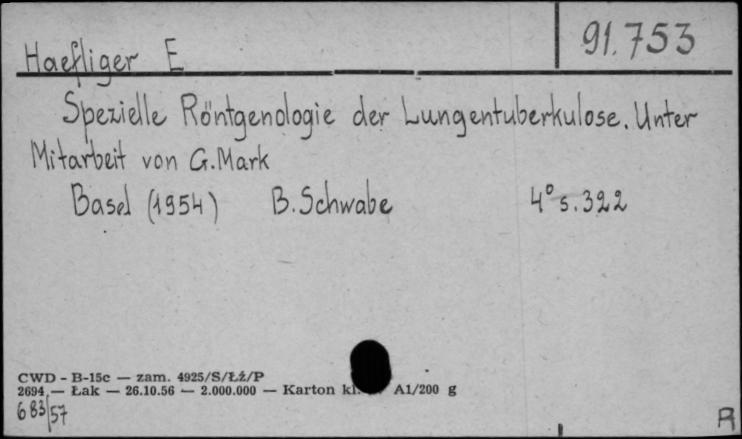 91.753
Haefliger E
Spezielle Röntgenologie der Lungentuberkulose. Unter
Mitarbeit von G. Mark
Basel (1954) B. Schwabe 4° s. 322
CWD - B-15c — zam. 4925/S/Łż/P
2694 — Łak — 26.10.56 — 2.000.000 — Karton A1/200 g
683/57
R